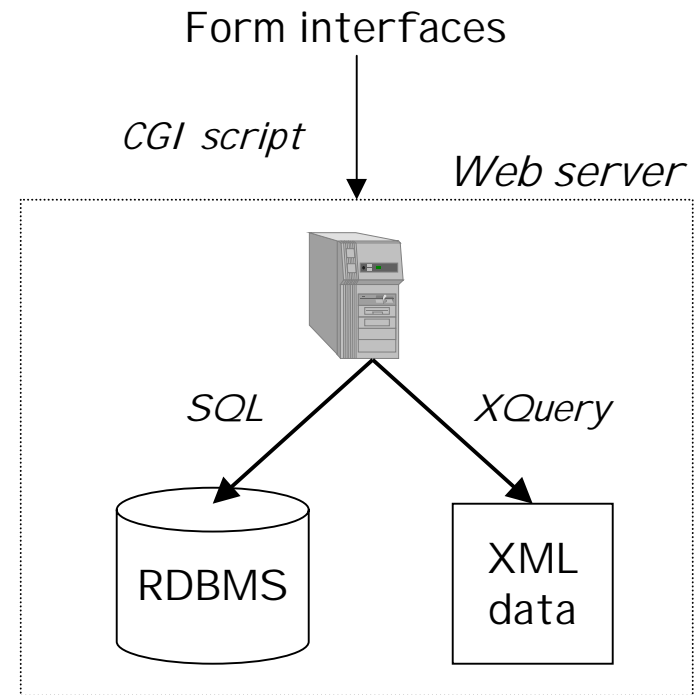 Form interfaces
CGI script
Web server
SQL
XQuery
RDBMS
XML
data